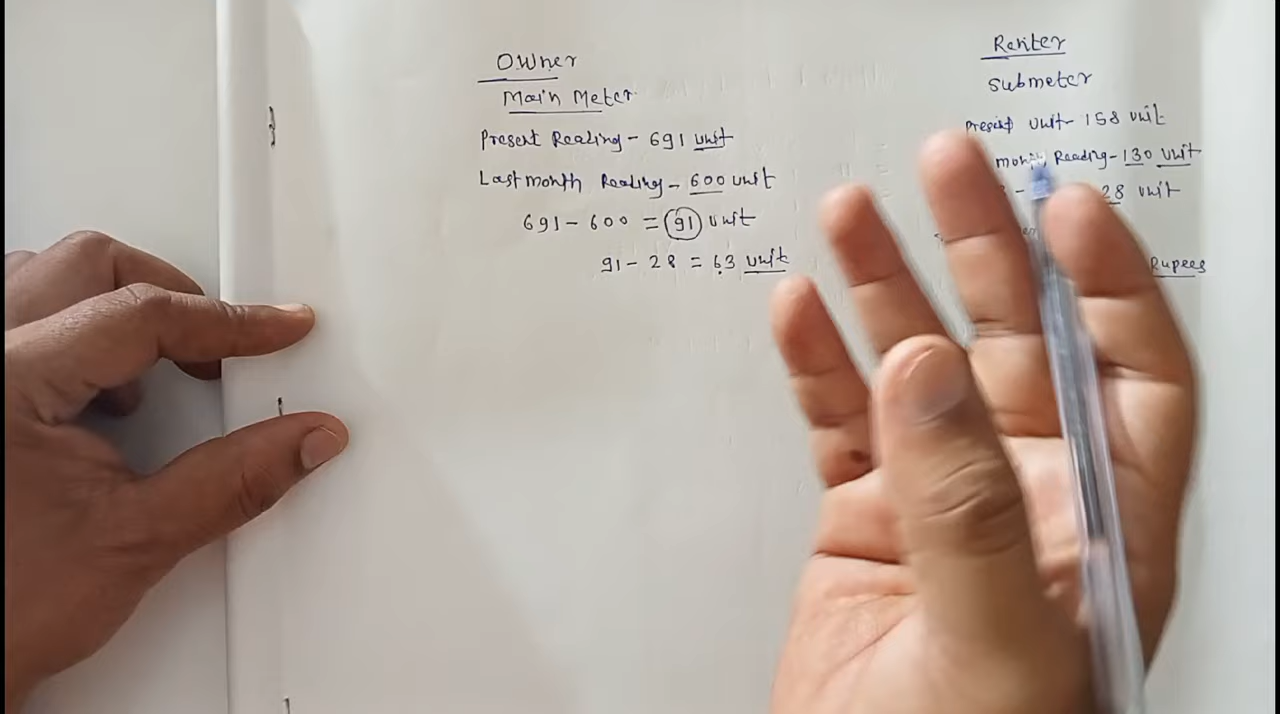 Owner
Main Meter
Present Reading - 691 unit
Last month Reading - 600 unit
691 - 600 = 91 unit
91 - 28 = 63 unit
Renter
Submeter
Present unit - 158 unit
month Reading - 130 unit
- 28 unit
Rupees